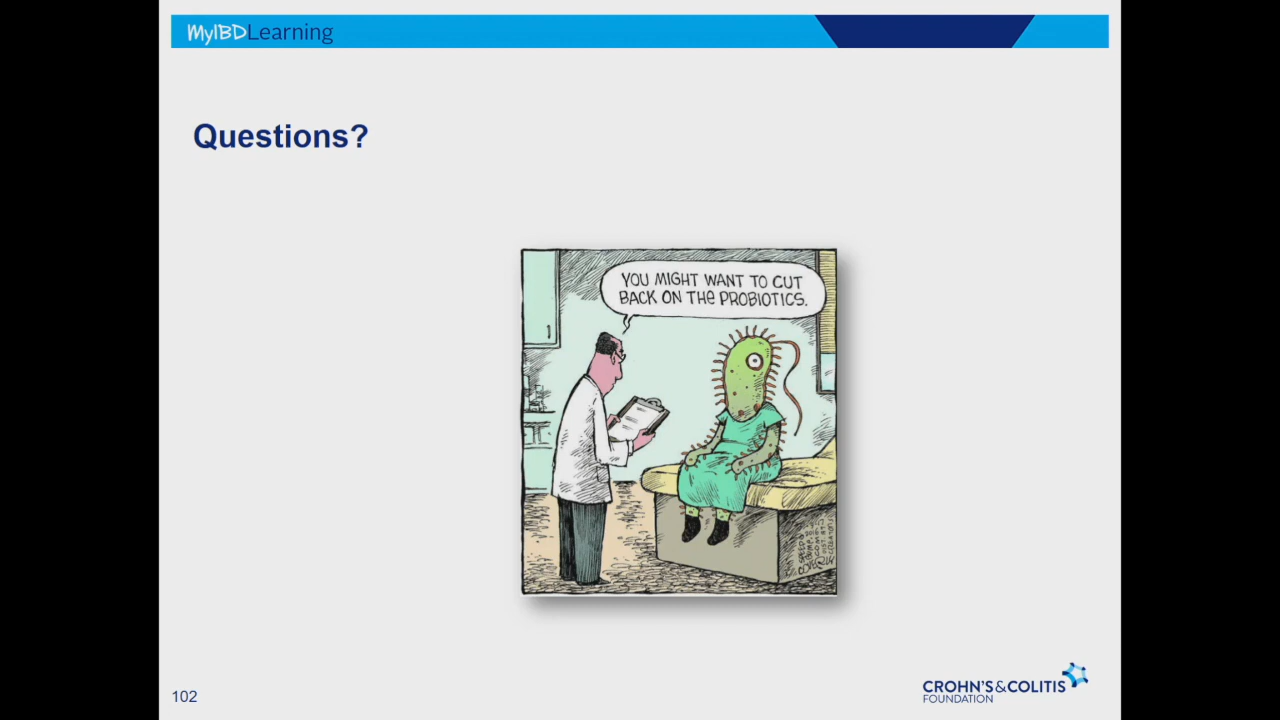 MyIBDLearning
Questions?
YOU MIGHT WANT TO CUT
BACK ON THe PROBIOTICS.
102
CROHN'S&COLITIS
FOUNDATION